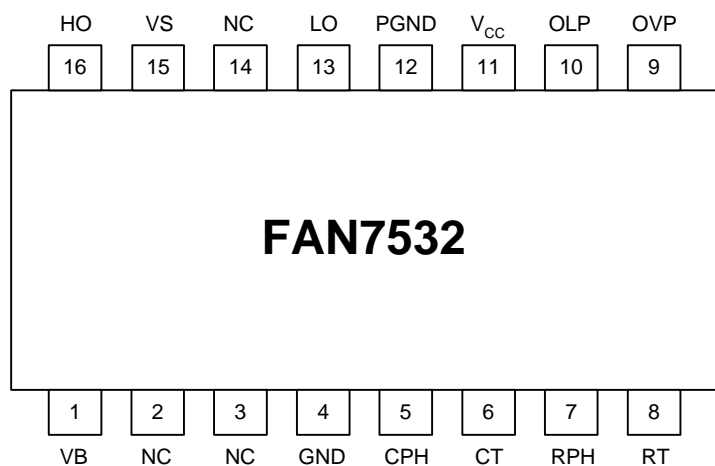 HO VS NC LO PGND VCC OLP OVP
16 15 14 13 12 11 10 9
FAN7532
1 2 3 4 5 6 7 8
VB NC NC GND CPH CT RPH RT